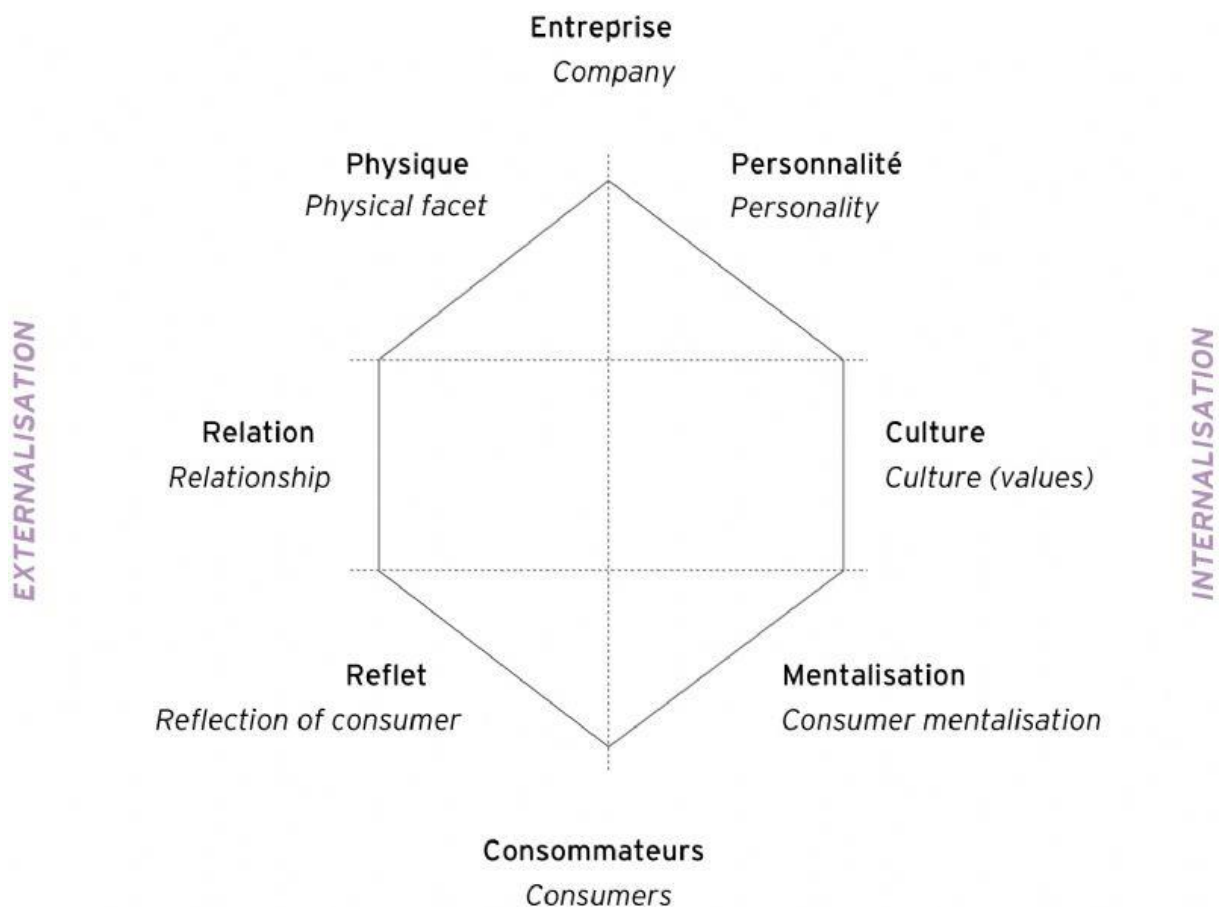 Entreprise
Company
Physique
Physical facet
Personnalité
Personality
EXTERNALISATION
INTERNALISATION
Relation
Relationship
Culture
Culture (values)
Reflet
Reflection of consumer
Mentalisation
Consumer mentalisation
Consommateurs
Consumers